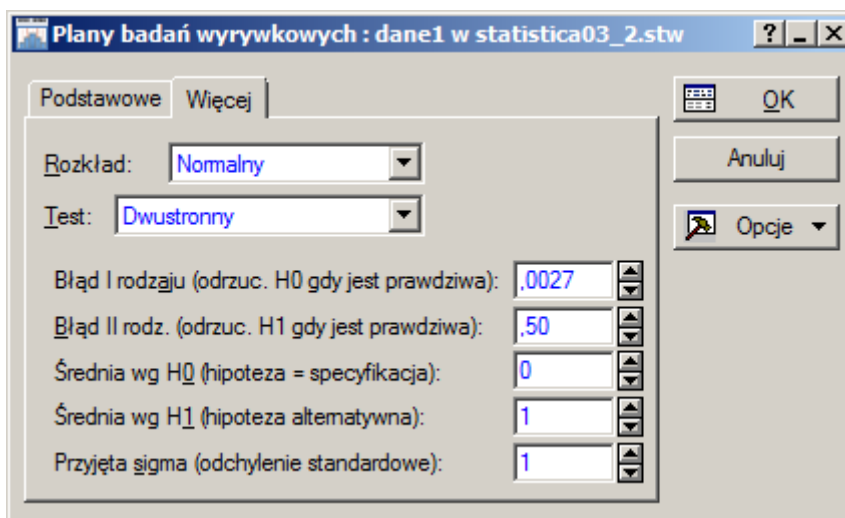 Plany badań wyrywkowych : dane1 w statistica03_2.stw
Podstawowe Więcej
OK
Anuluj
Opcje
Rozkład: Normalny
Test: Dwustronny
Błąd I rodzaju (odrzuc. H0 gdy jest prawdziwa): ,0027
Błąd II rodz. (odrzuc. H1 gdy jest prawdziwa): ,50
Średnia wg H0 (hipoteza = specyfikacja): 0
Średnia wg H1 (hipoteza alternatywna): 1
Przyjęta sigma (odchylenie standardowe): 1